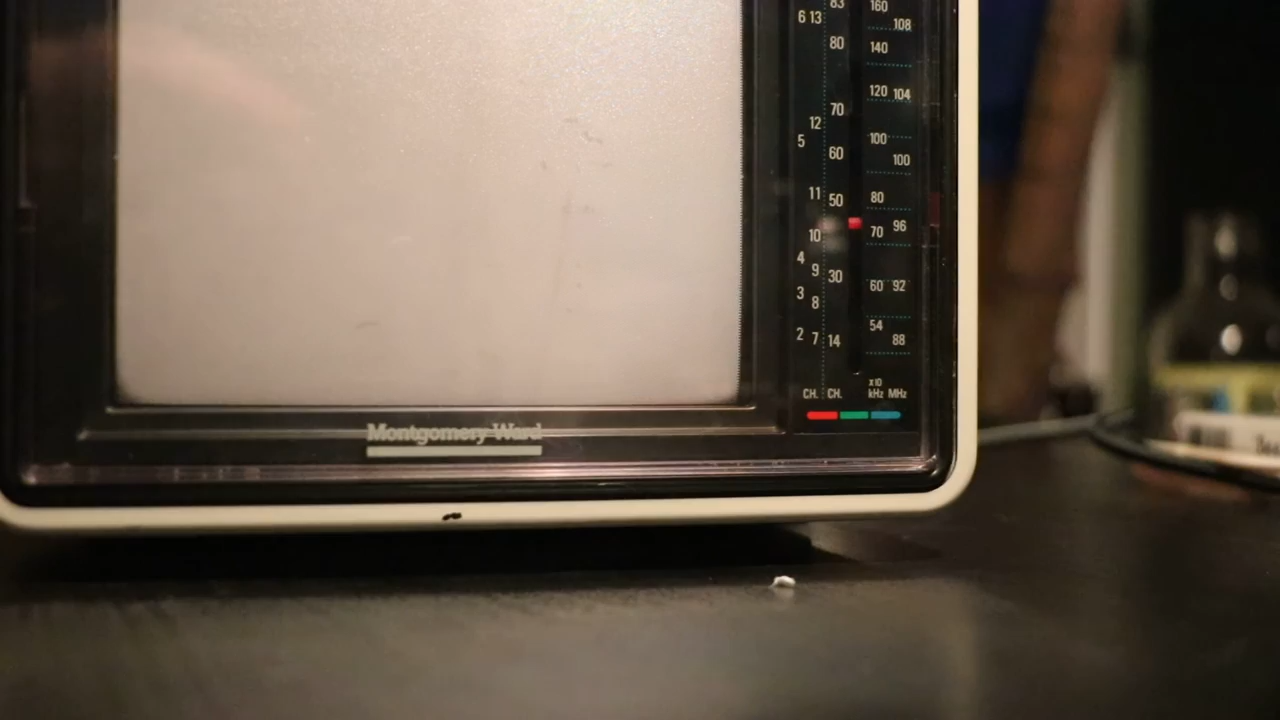 83 160
6 13 108
80 140
120 104
70
12
5 100
60 100
11 50 80
10 70 96
4
9 30
3 60 92
8
54
2 7 14 88
x10
CH. CH. kHz MHz
Montgomery Ward